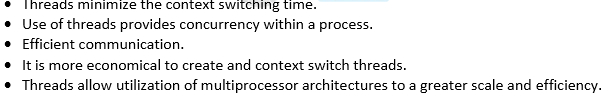 • Threads minimize the context switching time.
• Use of threads provides concurrency within a process.
• Efficient communication.
• It is more economical to create and context switch threads.
• Threads allow utilization of multiprocessor architectures to a greater scale and efficiency.